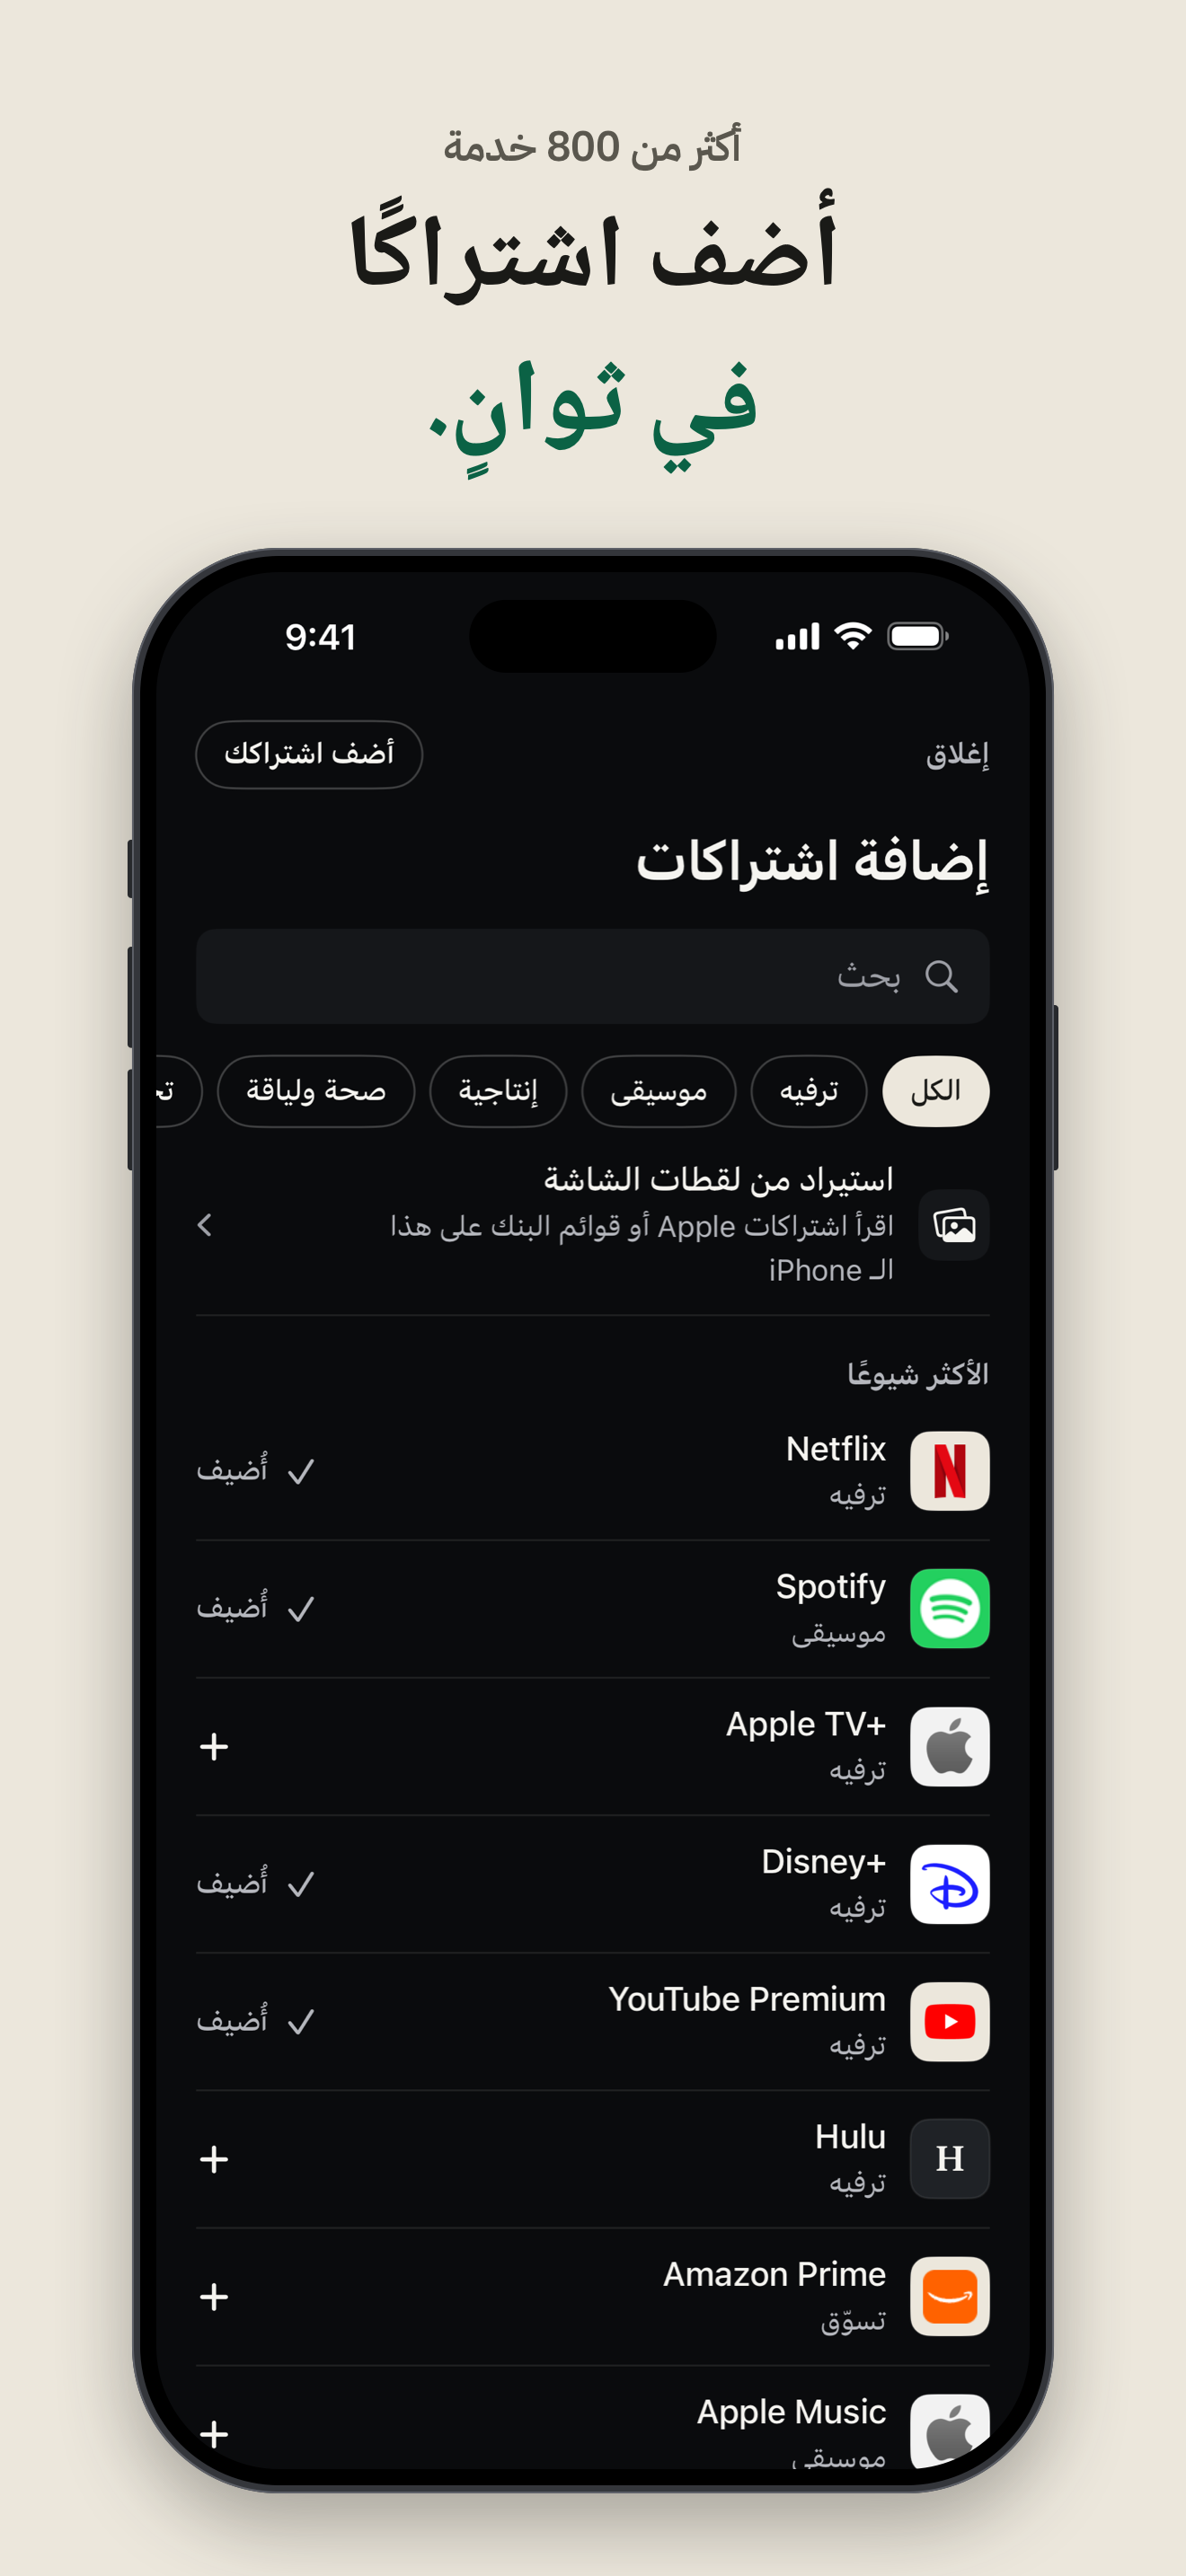 أكثر من 800 خدمة
أضف اشتراكًا
في ثوانٍ.
9:41
إغلاق
أضف اشتراكك
إضافة اشتراكات
بحث
الكل
ترفيه
موسيقى
إنتاجية
صحة ولياقة
استيراد من لقطات الشاشة
اقرأ اشتراكات Apple أو قوائم البنك على هذا
الـ iPhone
الأكثر شيوعًا
Netflix
ترفيه
أُضيف
Spotify
موسيقى
أُضيف
Apple TV+
ترفيه
Disney+
ترفيه
أُضيف
YouTube Premium
ترفيه
أُضيف
H
Hulu
ترفيه
Amazon Prime
تسوّق
Apple Music
موسيقى